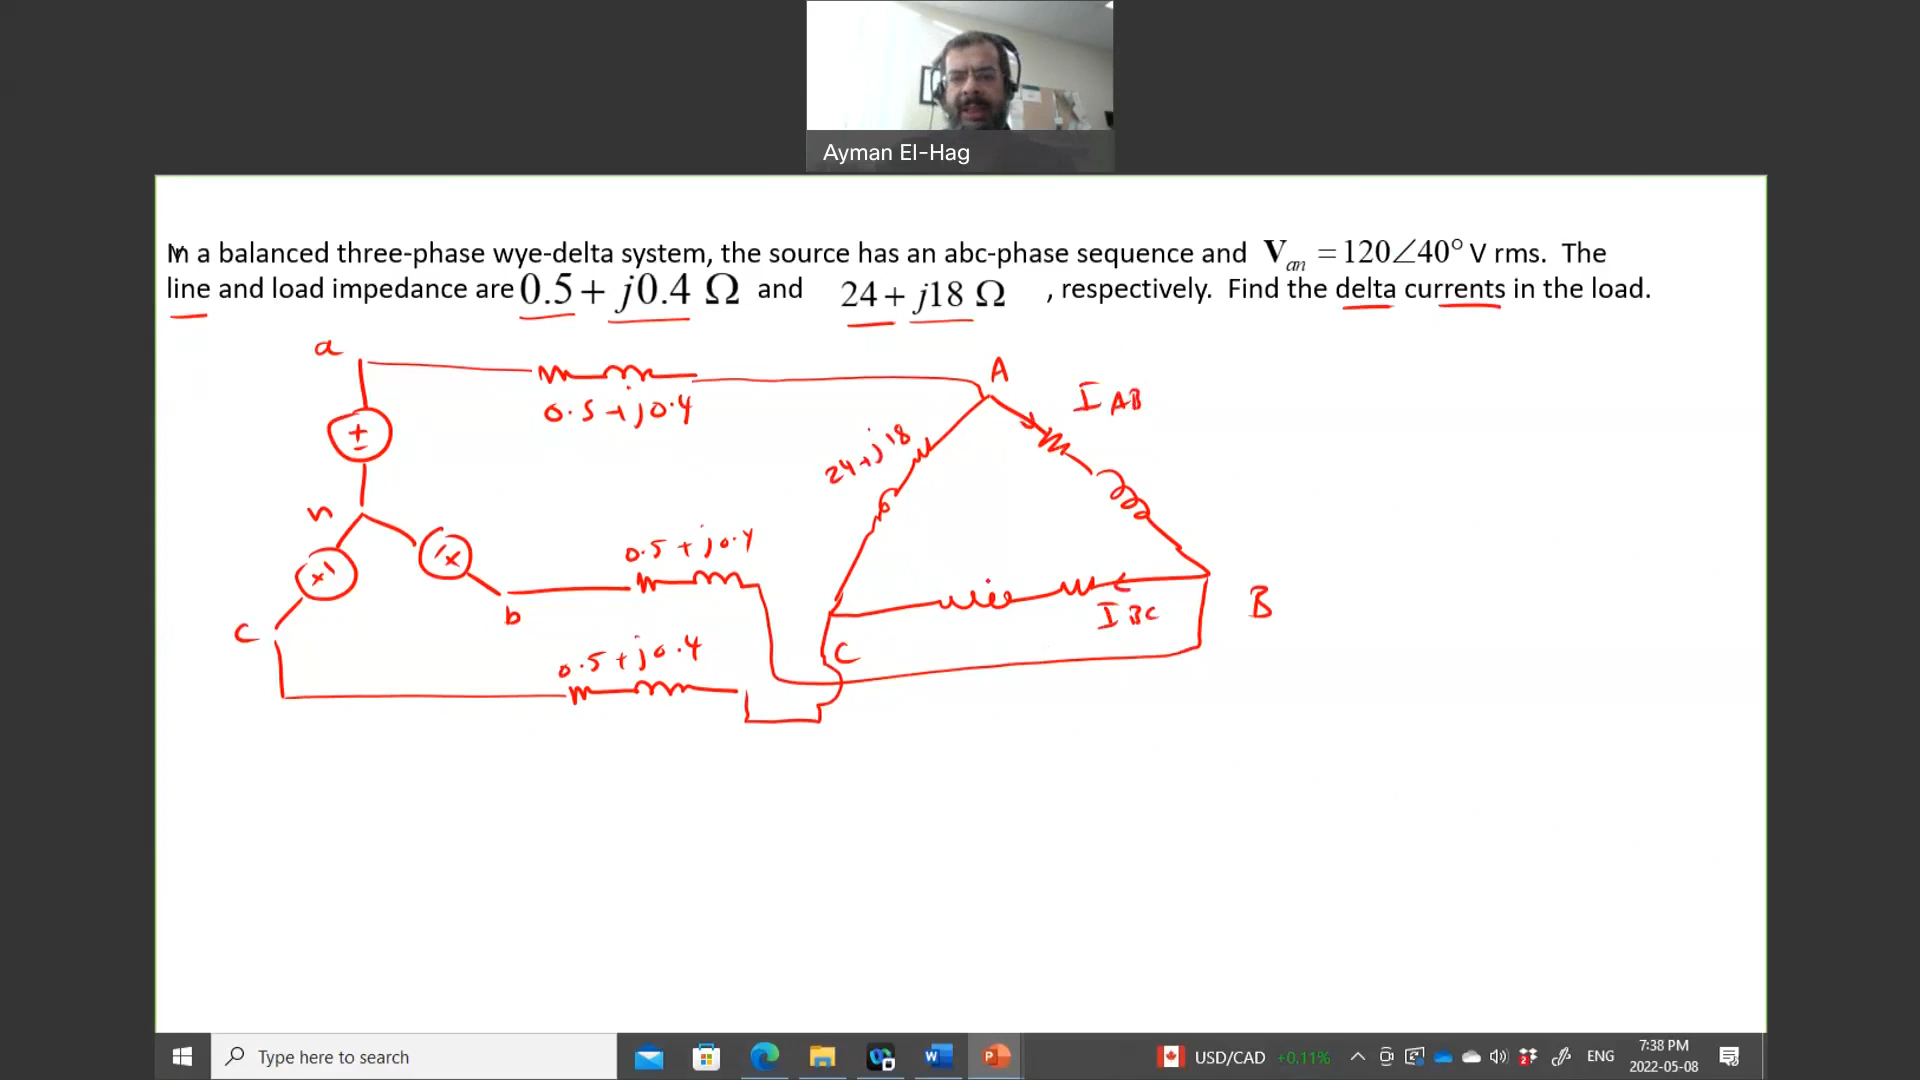 Ayman El-Hag
In a balanced three-phase wye-delta system, the source has an abc-phase sequence and V_an = 120∠40° V rms. The
line and load impedance are 0.5 + j0.4 Ω and 24 + j18 Ω , respectively. Find the delta currents in the load.
a
A
I AB
0.5 + j0.4
24 + j18
n
0.5 + j0.4
b
I BC
B
c
C
0.5 + j0.4
Type here to search
USD/CAD +0.11%
ENG
7:38 PM
2022-05-08